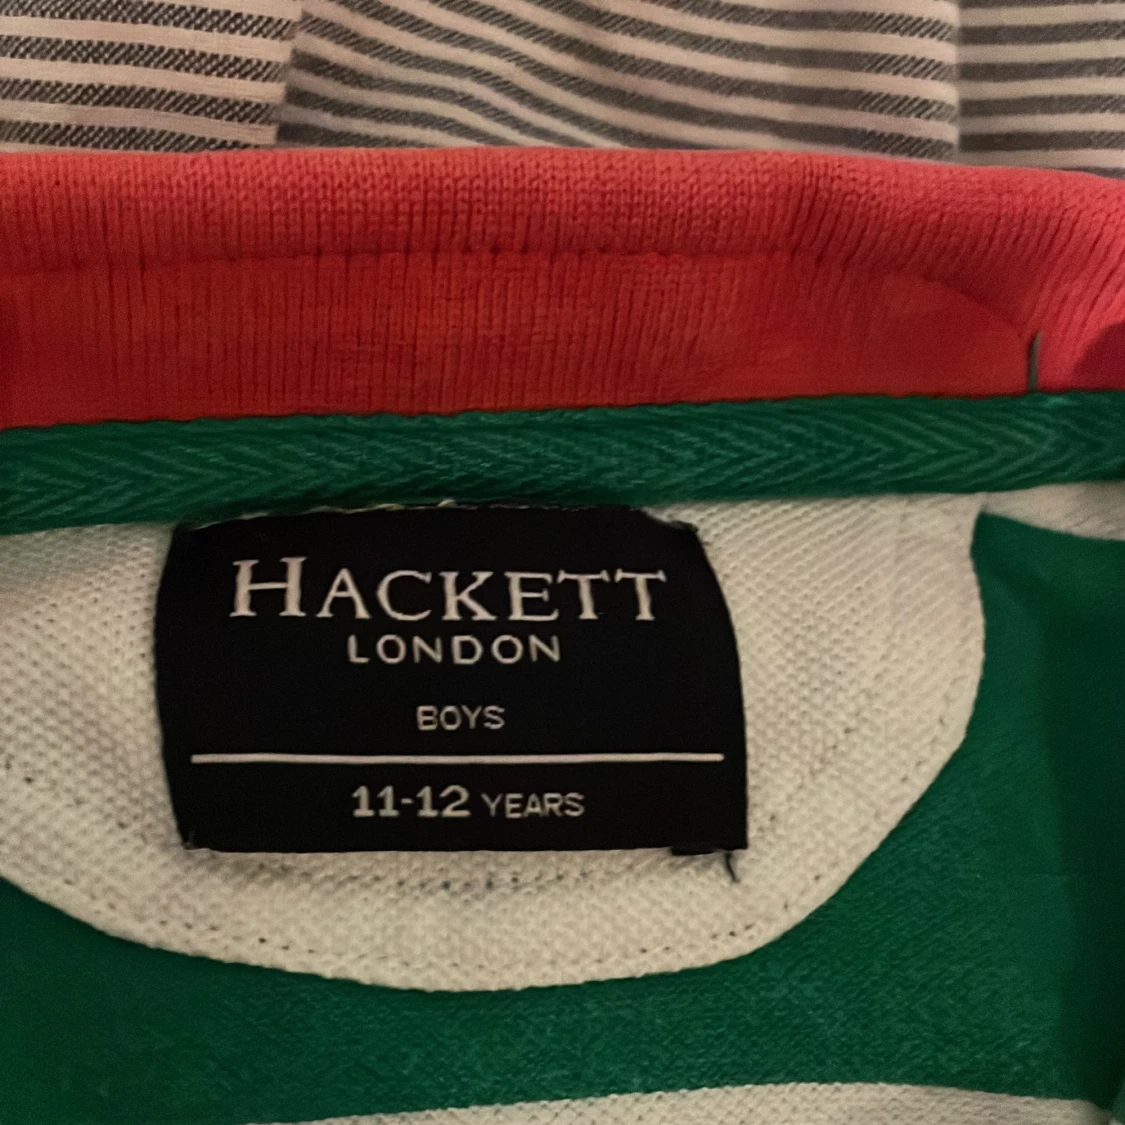 HACKETT
LONDON
BOYS
11-12 YEARS